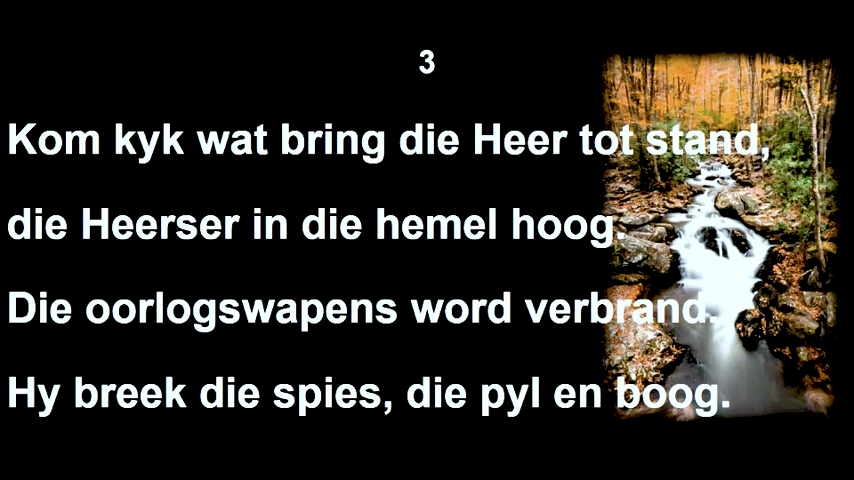 3
Kom kyk wat bring die Heer tot stand,
die Heerser in die hemel hoog.
Die oorlogswapens word verbrand.
Hy breek die spies, die pyl en boog.